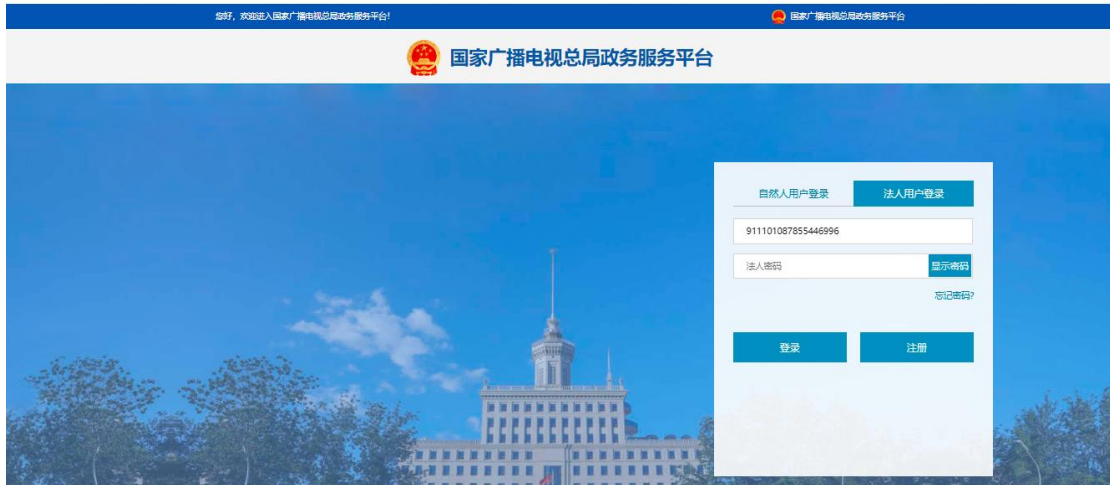 您好，欢迎进入国家广播电视总局政务服务平台！
国家广播电视总局政务服务平台
国家广播电视总局政务服务平台
自然人用户登录
法人用户登录
911101087855446996
法人密码
显示密码
忘记密码?
登录
注册